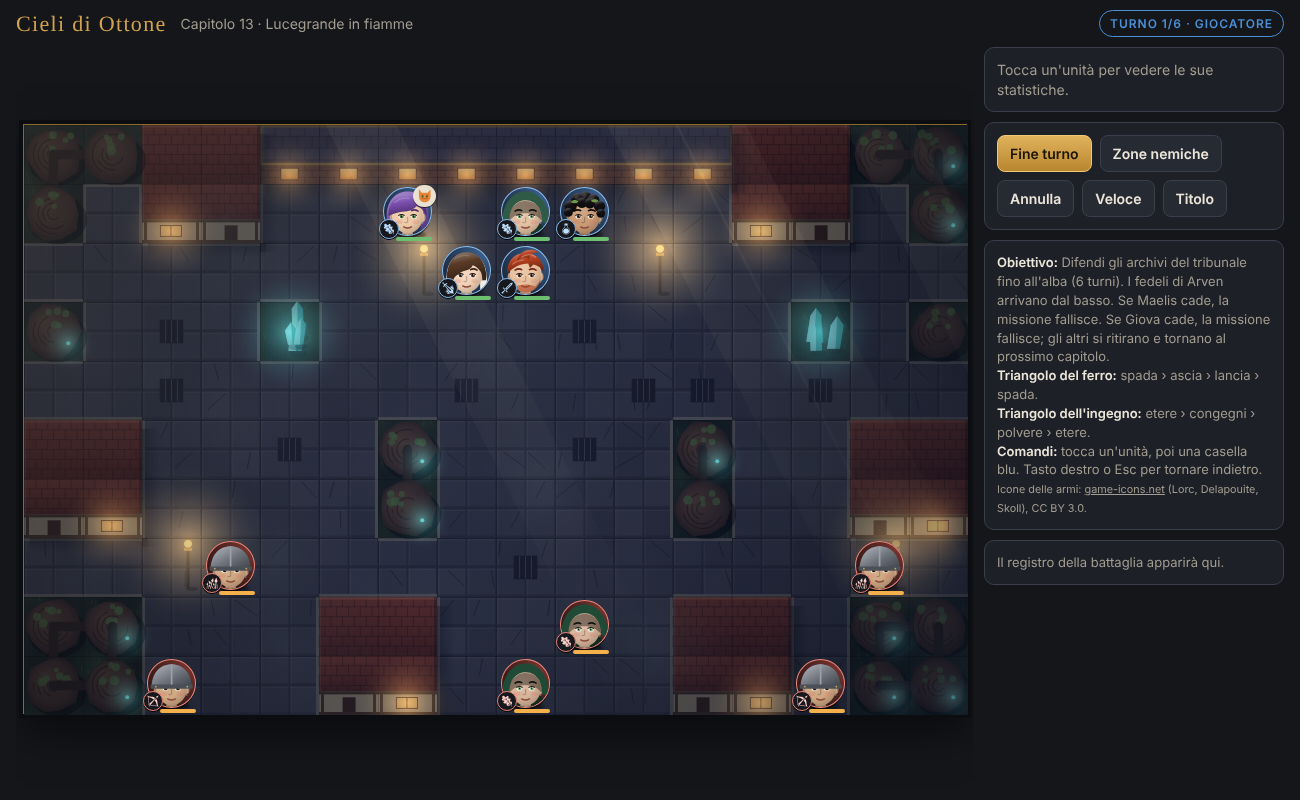 Cieli di Ottone
Capitolo 13 · Lucegrande in fiamme
TURNO 1/6 · GIOCATORE
Tocca un'unità per vedere le sue
statistiche.
Fine turno
Zone nemiche
Annulla
Veloce
Titolo
Obiettivo: Difendi gli archivi del tribunale
fino all'alba (6 turni). I fedeli di Arven
arrivano dal basso. Se Maelis cade, la
missione fallisce. Se Giova cade, la missione
fallisce; gli altri si ritirano e tornano al
prossimo capitolo.
Triangolo del ferro: spada › ascia › lancia ›
spada.
Triangolo dell'ingegno: etere › congegni ›
polvere › etere.
Comandi: tocca un'unità, poi una casella
blu. Tasto destro o Esc per tornare indietro.
Icone delle armi: game-icons.net (Lorc, Delapouite,
Skoll), CC BY 3.0.
Il registro della battaglia apparirà qui.